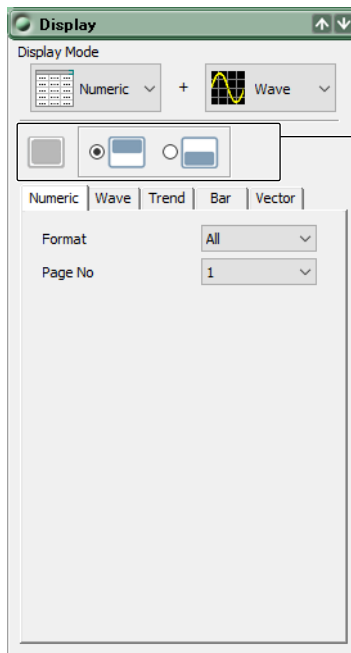 Display
Display Mode
Numeric + Wave
Numeric Wave Trend Bar Vector
Format All
Page No 1